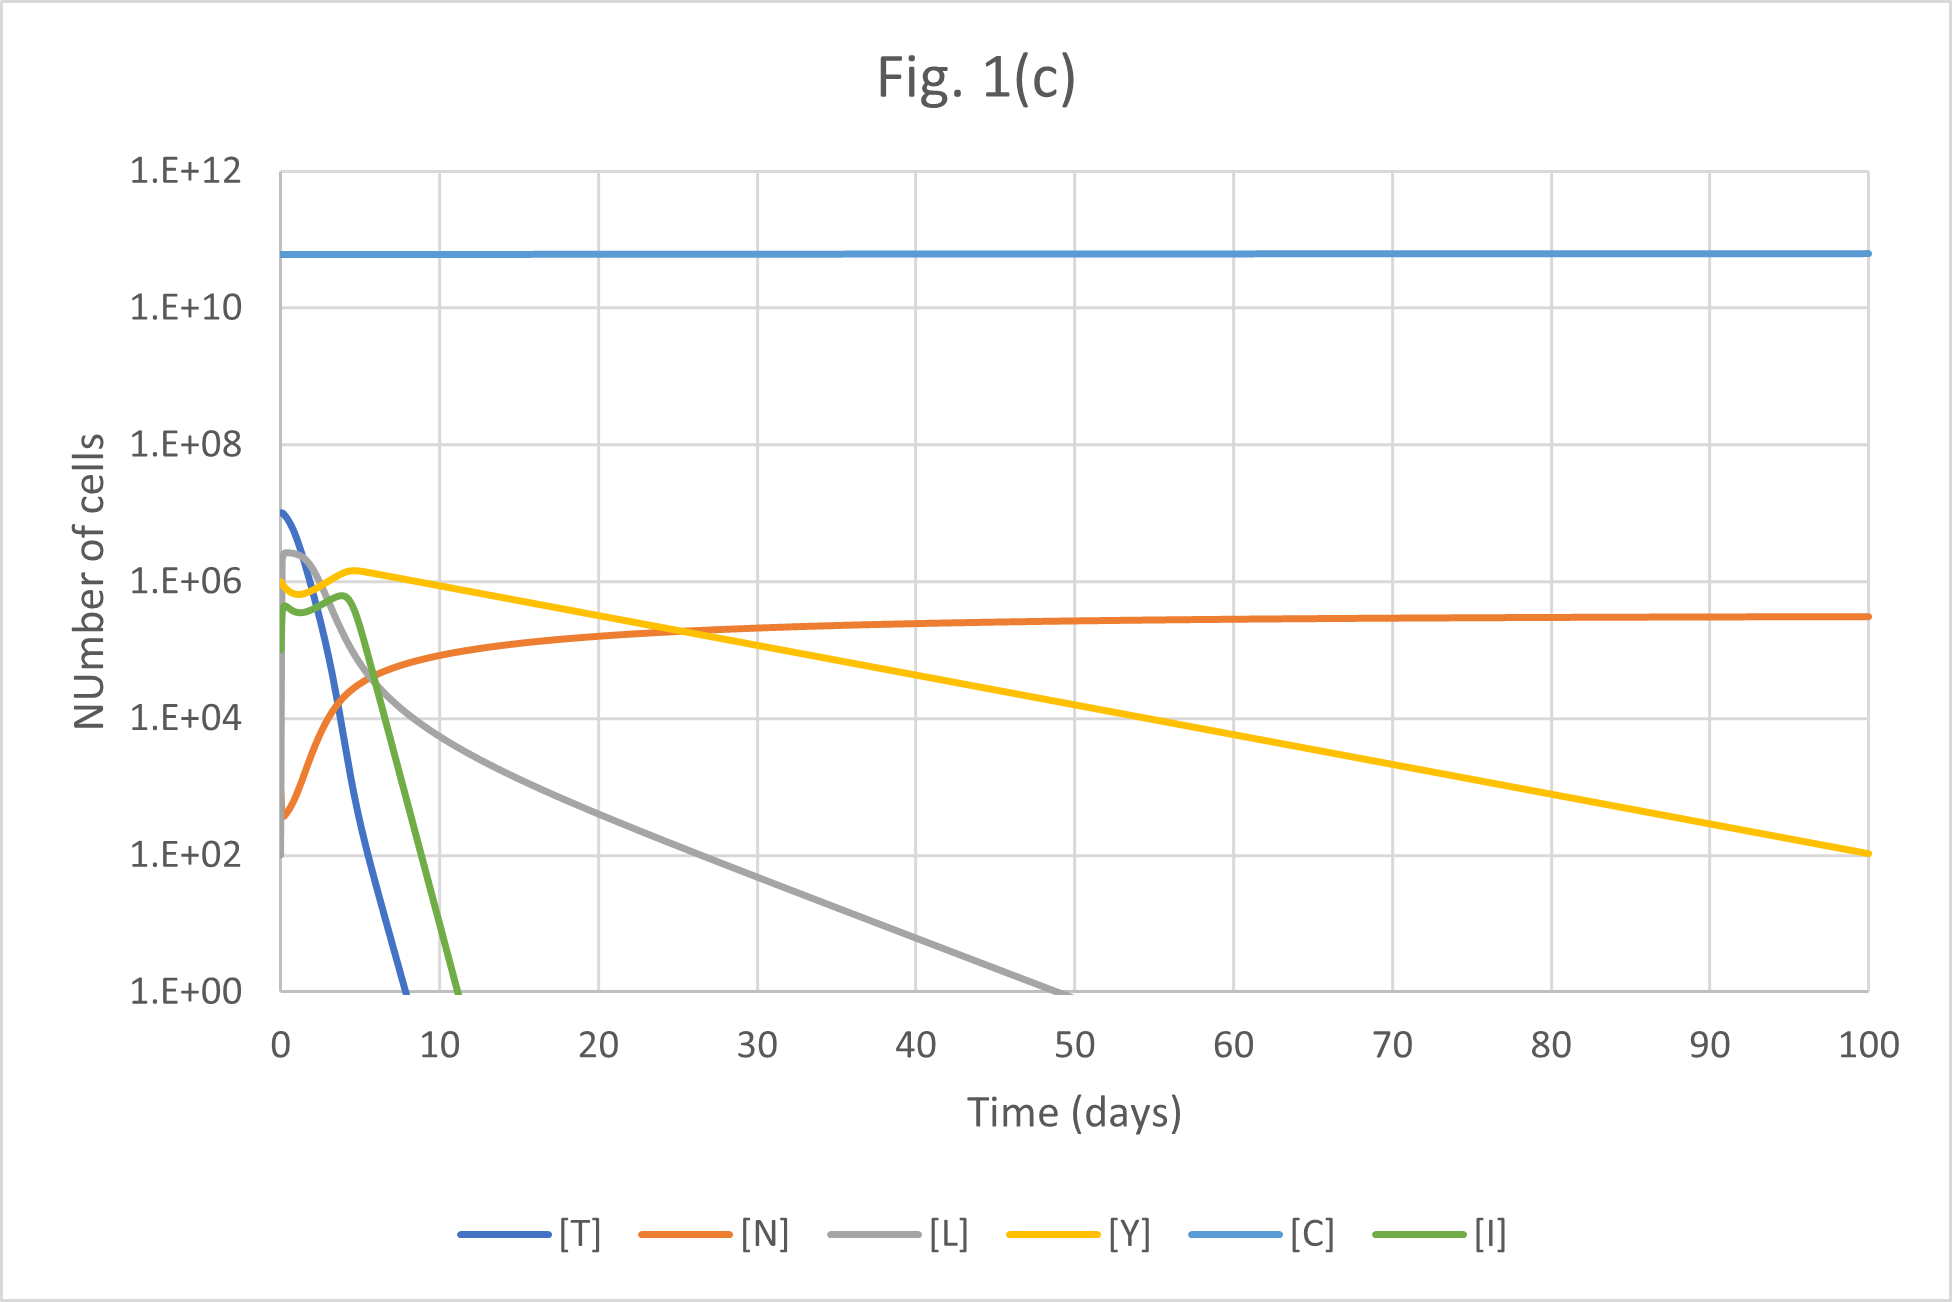 Fig. 1(c)
1.E+12
1.E+10
1.E+08
1.E+06
1.E+04
1.E+02
1.E+00
NUmber of cells
0 10 20 30 40 50 60 70 80 90 100
Time (days)
[T] [N] [L] [Y] [C] [I]